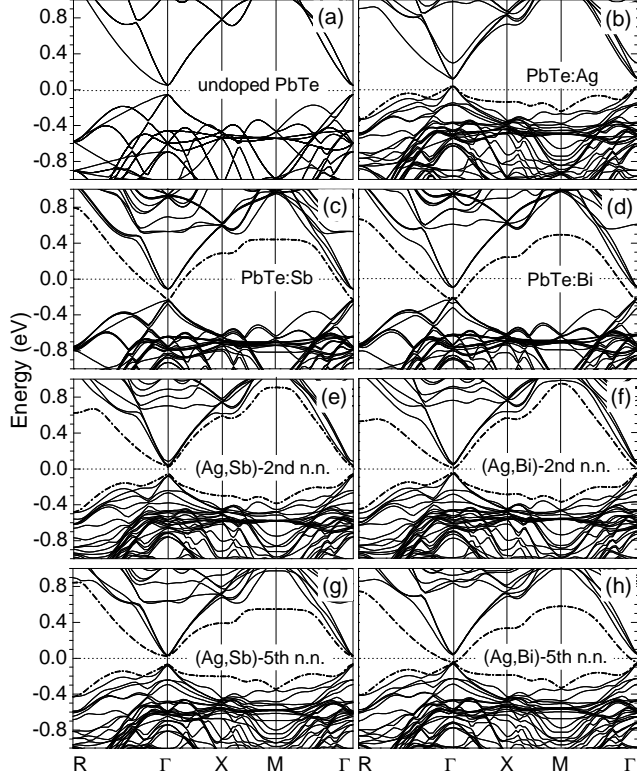 (a)
(b)
0.8
0.4
0.0
-0.4
-0.8
undoped PbTe
PbTe:Ag
(c)
(d)
0.8
0.4
0.0
-0.4
-0.8
PbTe:Sb
PbTe:Bi
Energy (eV)
(e)
(f)
0.8
0.4
0.0
-0.4
-0.8
(Ag,Sb)-2nd n.n.
(Ag,Bi)-2nd n.n.
(g)
(h)
0.8
0.4
0.0
-0.4
-0.8
(Ag,Sb)-5th n.n.
(Ag,Bi)-5th n.n.
R Γ X M Γ R Γ X M Γ